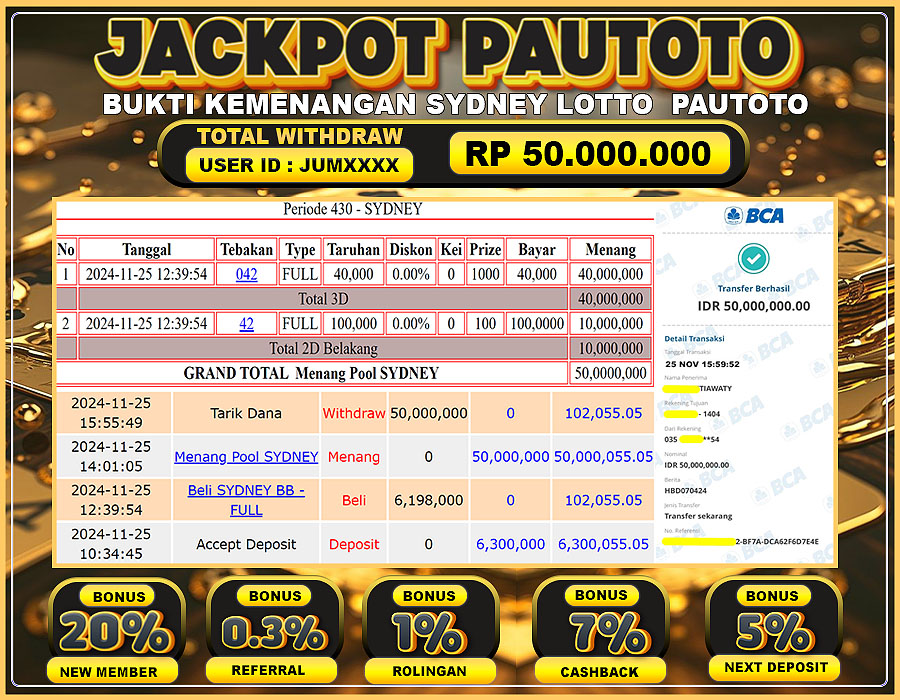 JACKPOT PAUTOTO
BUKTI KEMENANGAN SYDNEY LOTTO PAUTOTO
TOTAL WITHDRAW
USER ID : JUMXXXX
RP 50.000.000
Periode 430 - SYDNEY
No Tanggal Tebakan Type Taruhan Diskon Kei Prize Bayar Menang
1 2024-11-25 12:39:54 042 FULL 40,000 0.00% 0 1000 40,000 40,000,000
Total 3D 40,000,000
2 2024-11-25 12:39:54 42 FULL 100,000 0.00% 0 100 100,0000 10,000,000
Total 2D Belakang 10,000,000
GRAND TOTAL Menang Pool SYDNEY 50,0000,000
2024-11-25
15:55:49 Tarik Dana Withdraw 50,000,000 0 102,055.05
2024-11-25
14:01:05 Menang Pool SYDNEY Menang 0 50,000,000 50,000,055.05
2024-11-25
12:39:54 Beli SYDNEY BB -
FULL Beli 6,198,000 0 102,055.05
2024-11-25
10:34:45 Accept Deposit Deposit 0 6,300,000 6,300,055.05
BCA
Transfer Berhasil
IDR 50,000,000.00
Detail Transaksi
Tanggal Transaksi
25 NOV 15:59:52
Nama Penerima
TIAWATY
Rekening Tujuan
- 1404
Dari Rekening
035 **54
Nominal
IDR 50,000,000.00
Berita
HBD070424
Jenis Transfer
Transfer sekarang
No. Referensi
2-BF7A-DCA62F6D7E4E
BONUS
20%
NEW MEMBER
BONUS
0.3%
REFERRAL
BONUS
1%
ROLINGAN
BONUS
7%
CASHBACK
BONUS
5%
NEXT DEPOSIT